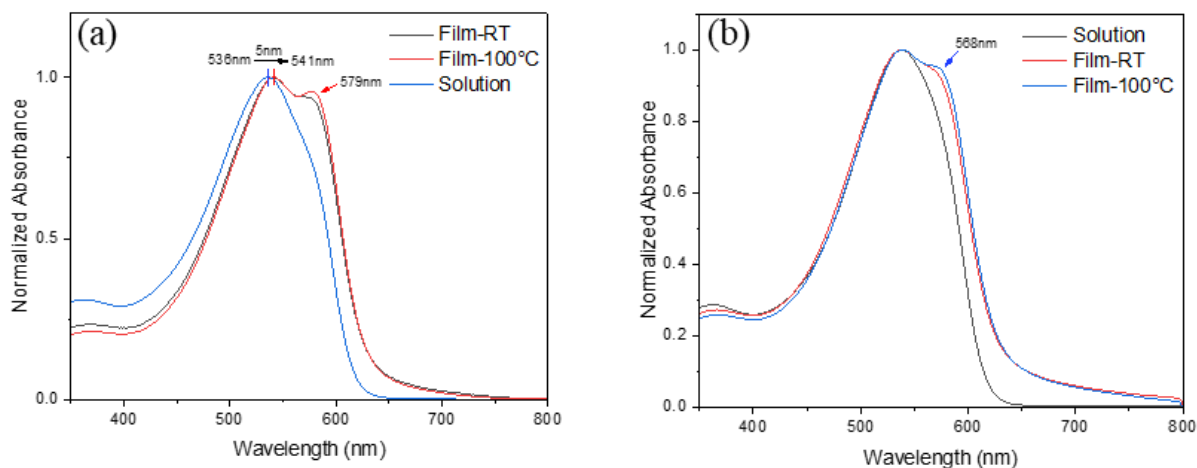 (a)
Film-RT
Film-100°C
Solution
5nm
536nm
541nm
579nm
1.0
0.5
0.0
Normalized Absorbance
400
500
600
700
800
Wavelength (nm)
(b)
Solution
Film-RT
Film-100°C
568nm
1.0
0.8
0.6
0.4
0.2
0.0
Normalized Absorbance
400
500
600
700
800
Wavelength (nm)